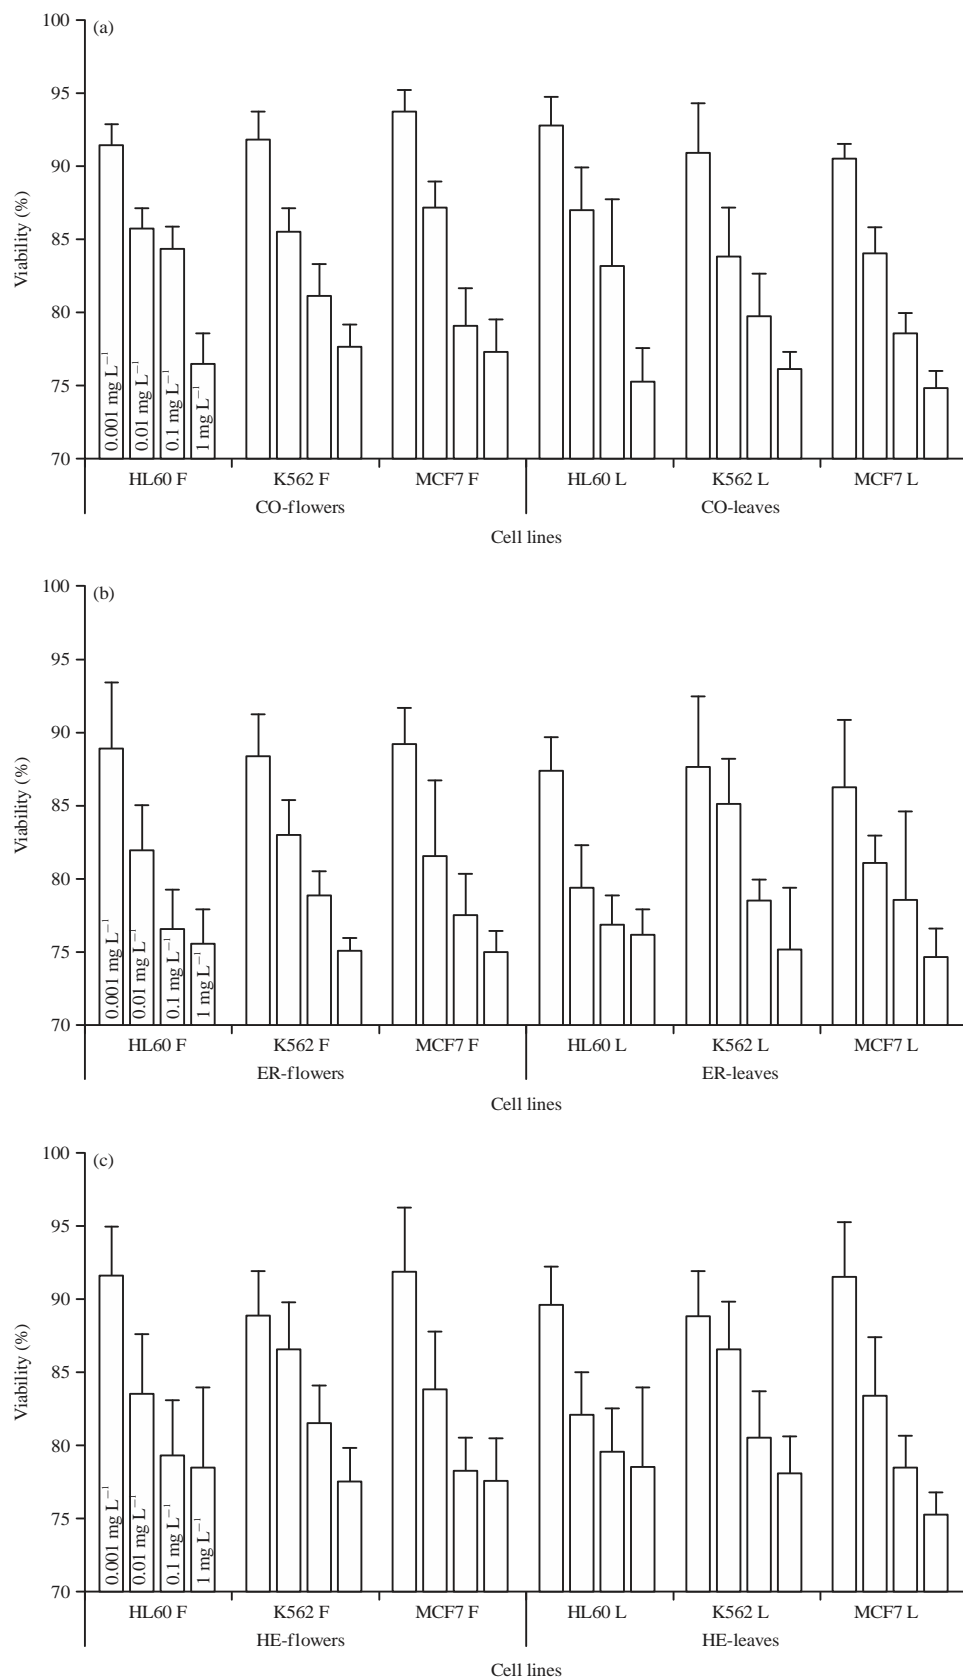 (a)
100
95
90
85
80
75
70
Viability (%)
0.001 mg L⁻¹
0.01 mg L⁻¹
0.1 mg L⁻¹
1 mg L⁻¹
HL60 F K562 F MCF7 F HL60 L K562 L MCF7 L
CO-flowers CO-leaves
Cell lines
(b)
100
95
90
85
80
75
70
Viability (%)
0.001 mg L⁻¹
0.01 mg L⁻¹
0.1 mg L⁻¹
1 mg L⁻¹
HL60 F K562 F MCF7 F HL60 L K562 L MCF7 L
ER-flowers ER-leaves
Cell lines
(c)
100
95
90
85
80
75
70
Viability (%)
0.001 mg L⁻¹
0.01 mg L⁻¹
0.1 mg L⁻¹
1 mg L⁻¹
HL60 F K562 F MCF7 F HL60 L K562 L MCF7 L
HE-flowers HE-leaves
Cell lines